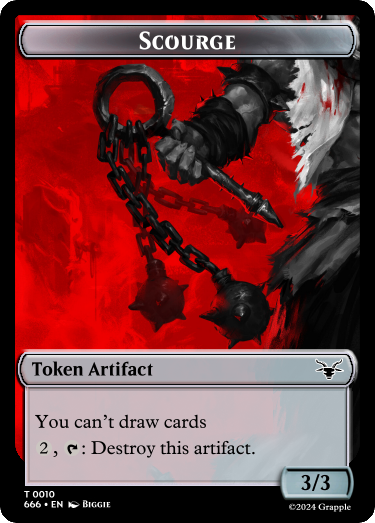 Scourge
Token Artifact
You can't draw cards
2, : Destroy this artifact.
3/3
T 0010
666 • EN Biggie
©2024 Grapple